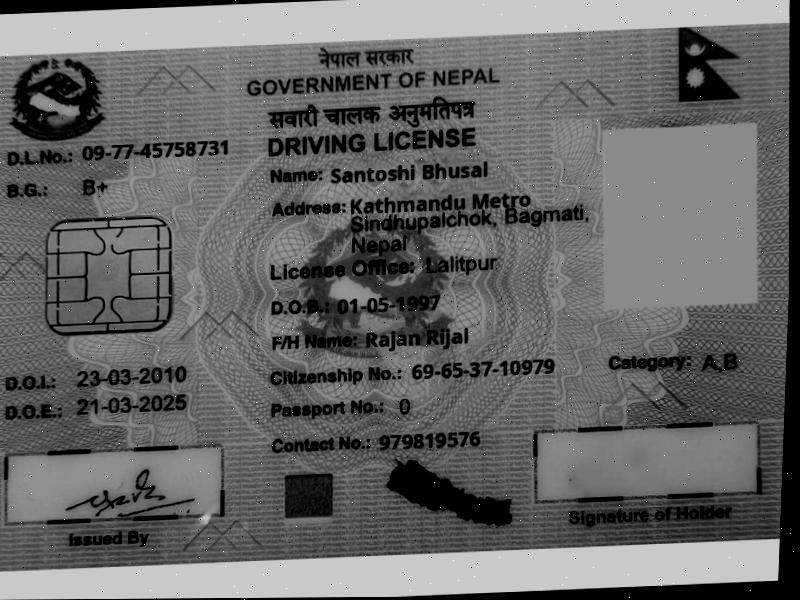 नेपाल सरकार
GOVERNMENT OF NEPAL
सवारी चालक अनुमतिपत्र
DRIVING LICENSE
D.L.No.: 09-77-45758731
B.G.: B+
Name: Santoshi Bhusal
Address: Kathmandu Metro
Sindhupalchok, Bagmati,
Nepal
License Office: Lalitpur
D.O.B.: 01-05-1997
F/H Name: Rajan Rijal
Citizenship No.: 69-65-37-10979
Category: A,B
D.O.I.: 23-03-2010
D.O.E.: 21-03-2025
Passport No.: 0
Contact No.: 979819576
Issued By
Signature of Holder